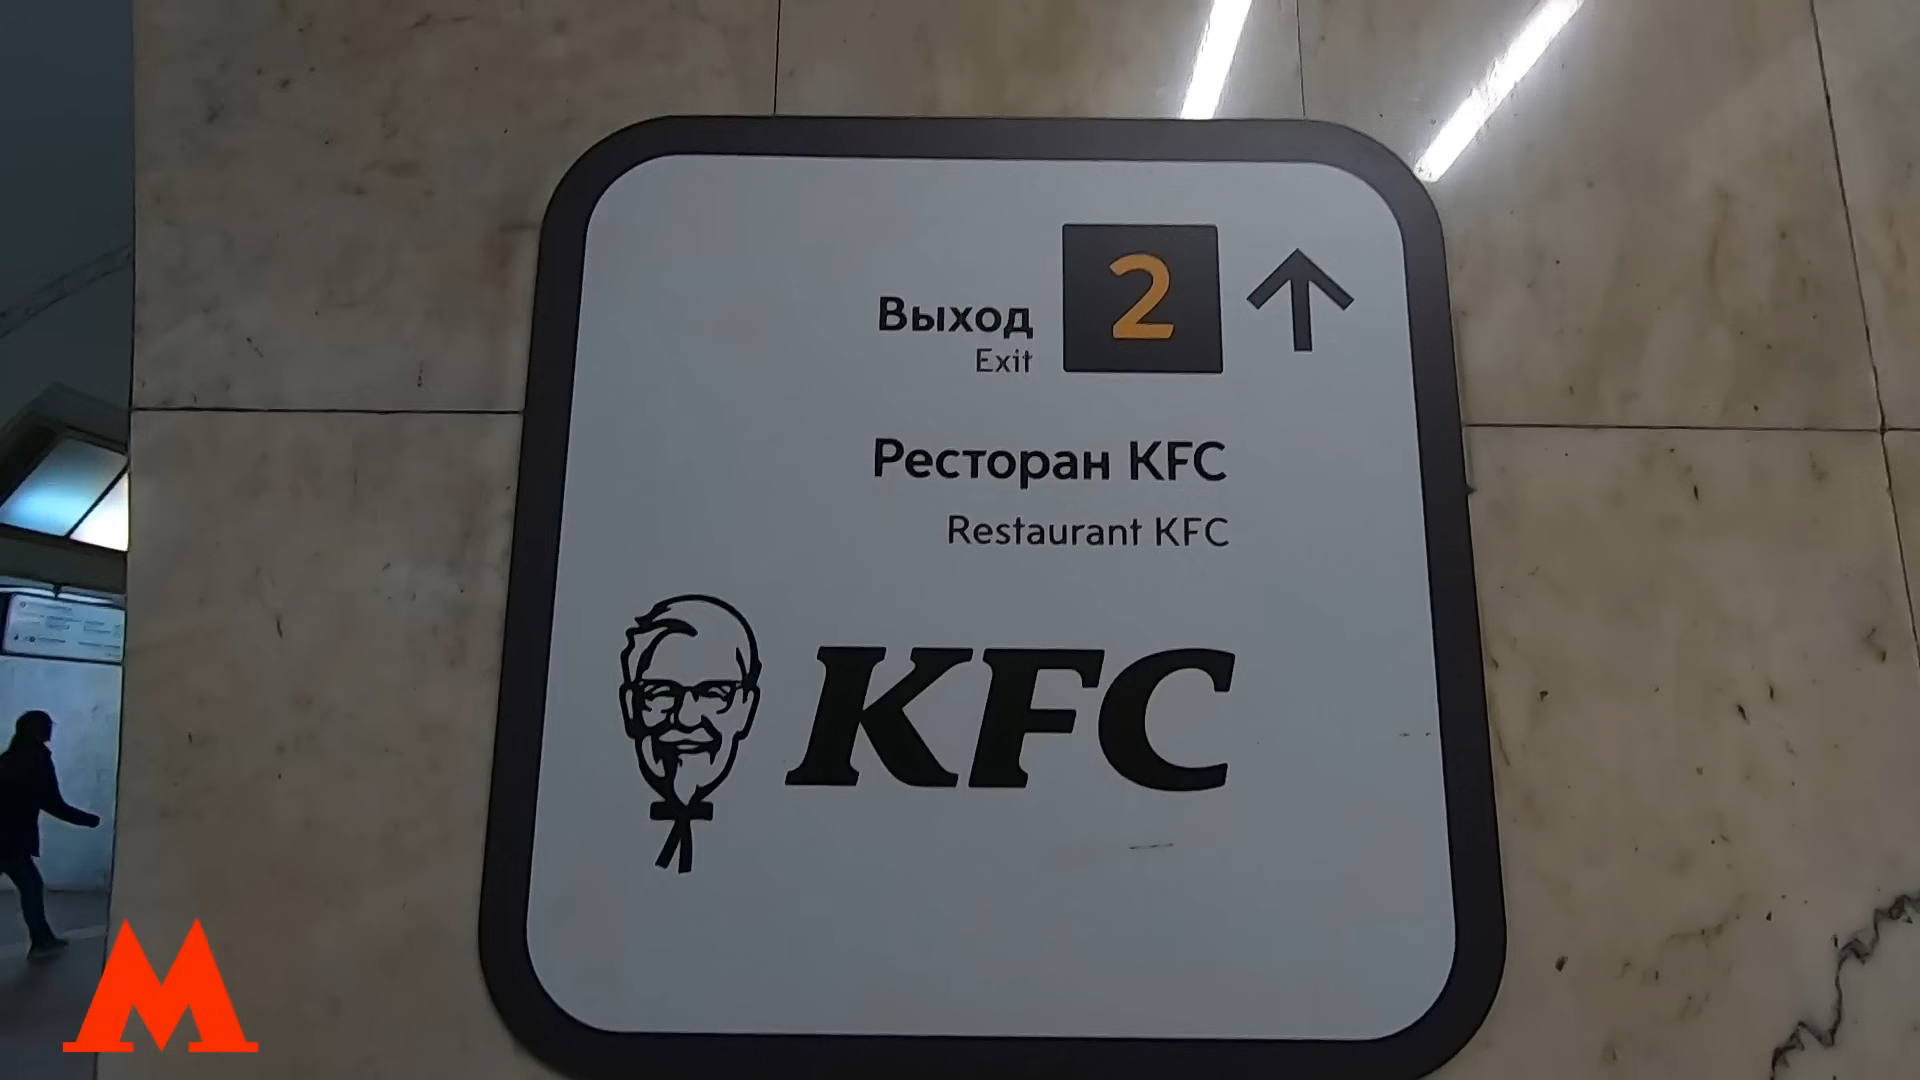 Выход 2
Exit
Ресторан KFC
Restaurant KFC
KFC
М